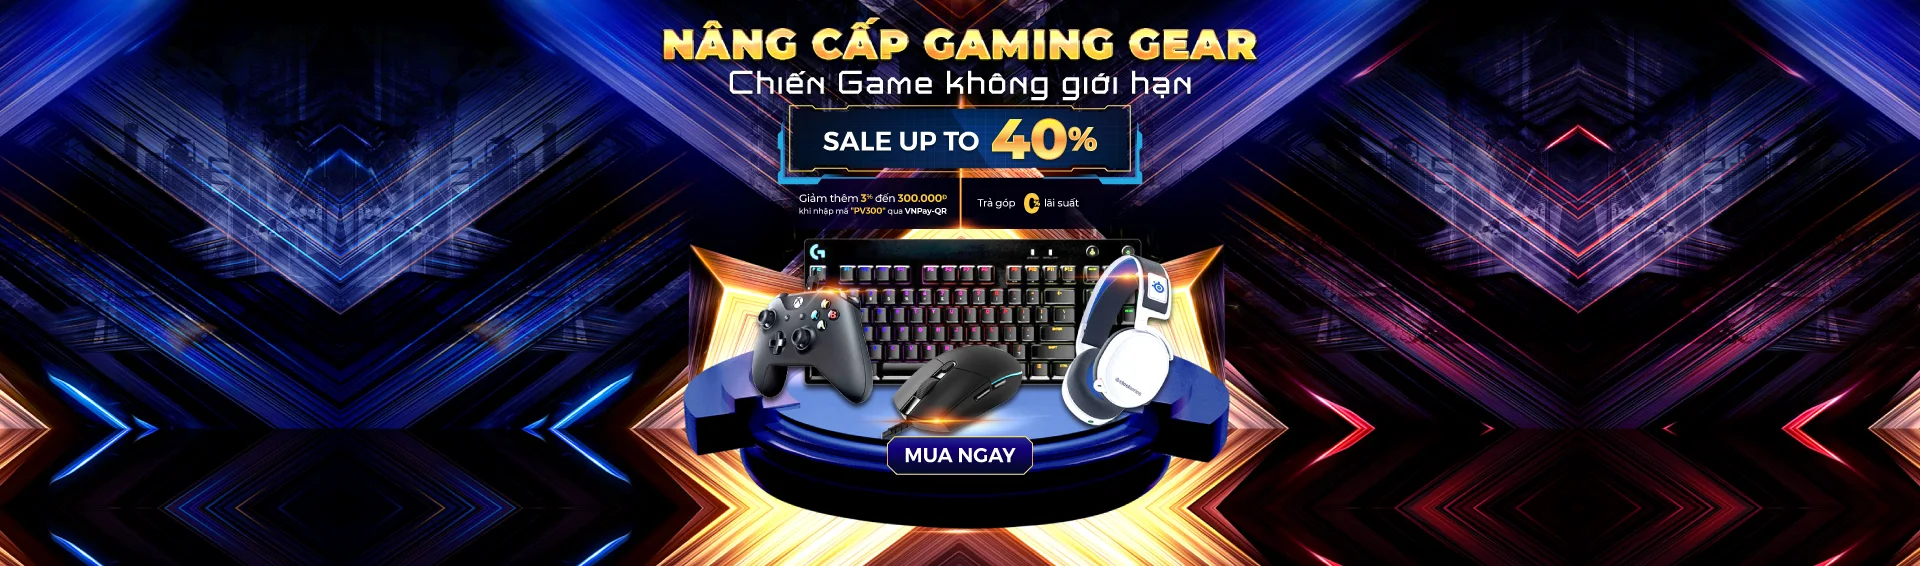 NÂNG CẤP GAMING GEAR
Chiến Game không giới hạn
SALE UP TO 40%
Giảm thêm 3% đến 300.000Đ
khi nhập mã "PV300" qua VNPay-QR
Trả góp 0% lãi suất
steelseries
MUA NGAY